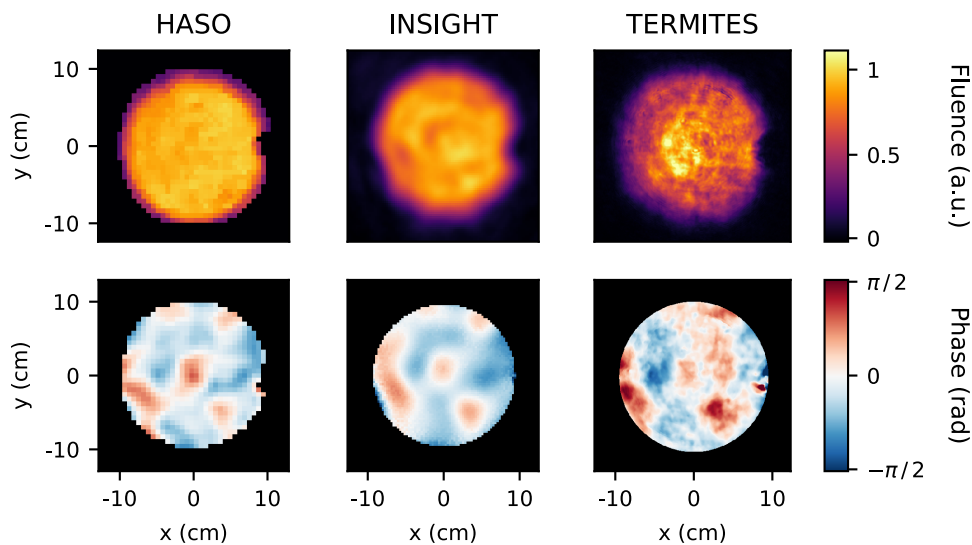 HASO INSIGHT TERMITES
10
0
-10
y (cm)
1
0.5
0
Fluence (a.u.)
10
0
-10
y (cm)
π/2
0
−π/2
Phase (rad)
-10 0 10 -10 0 10 -10 0 10
x (cm) x (cm) x (cm)